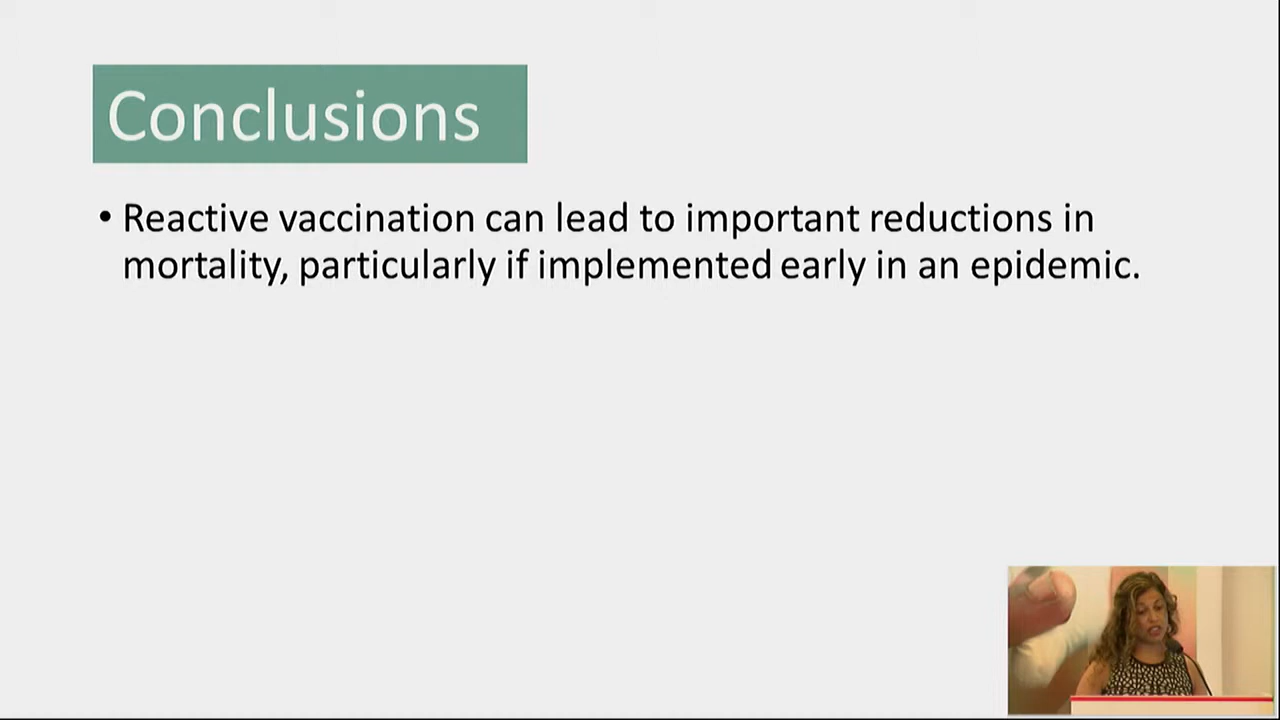 Conclusions
• Reactive vaccination can lead to important reductions in
mortality, particularly if implemented early in an epidemic.